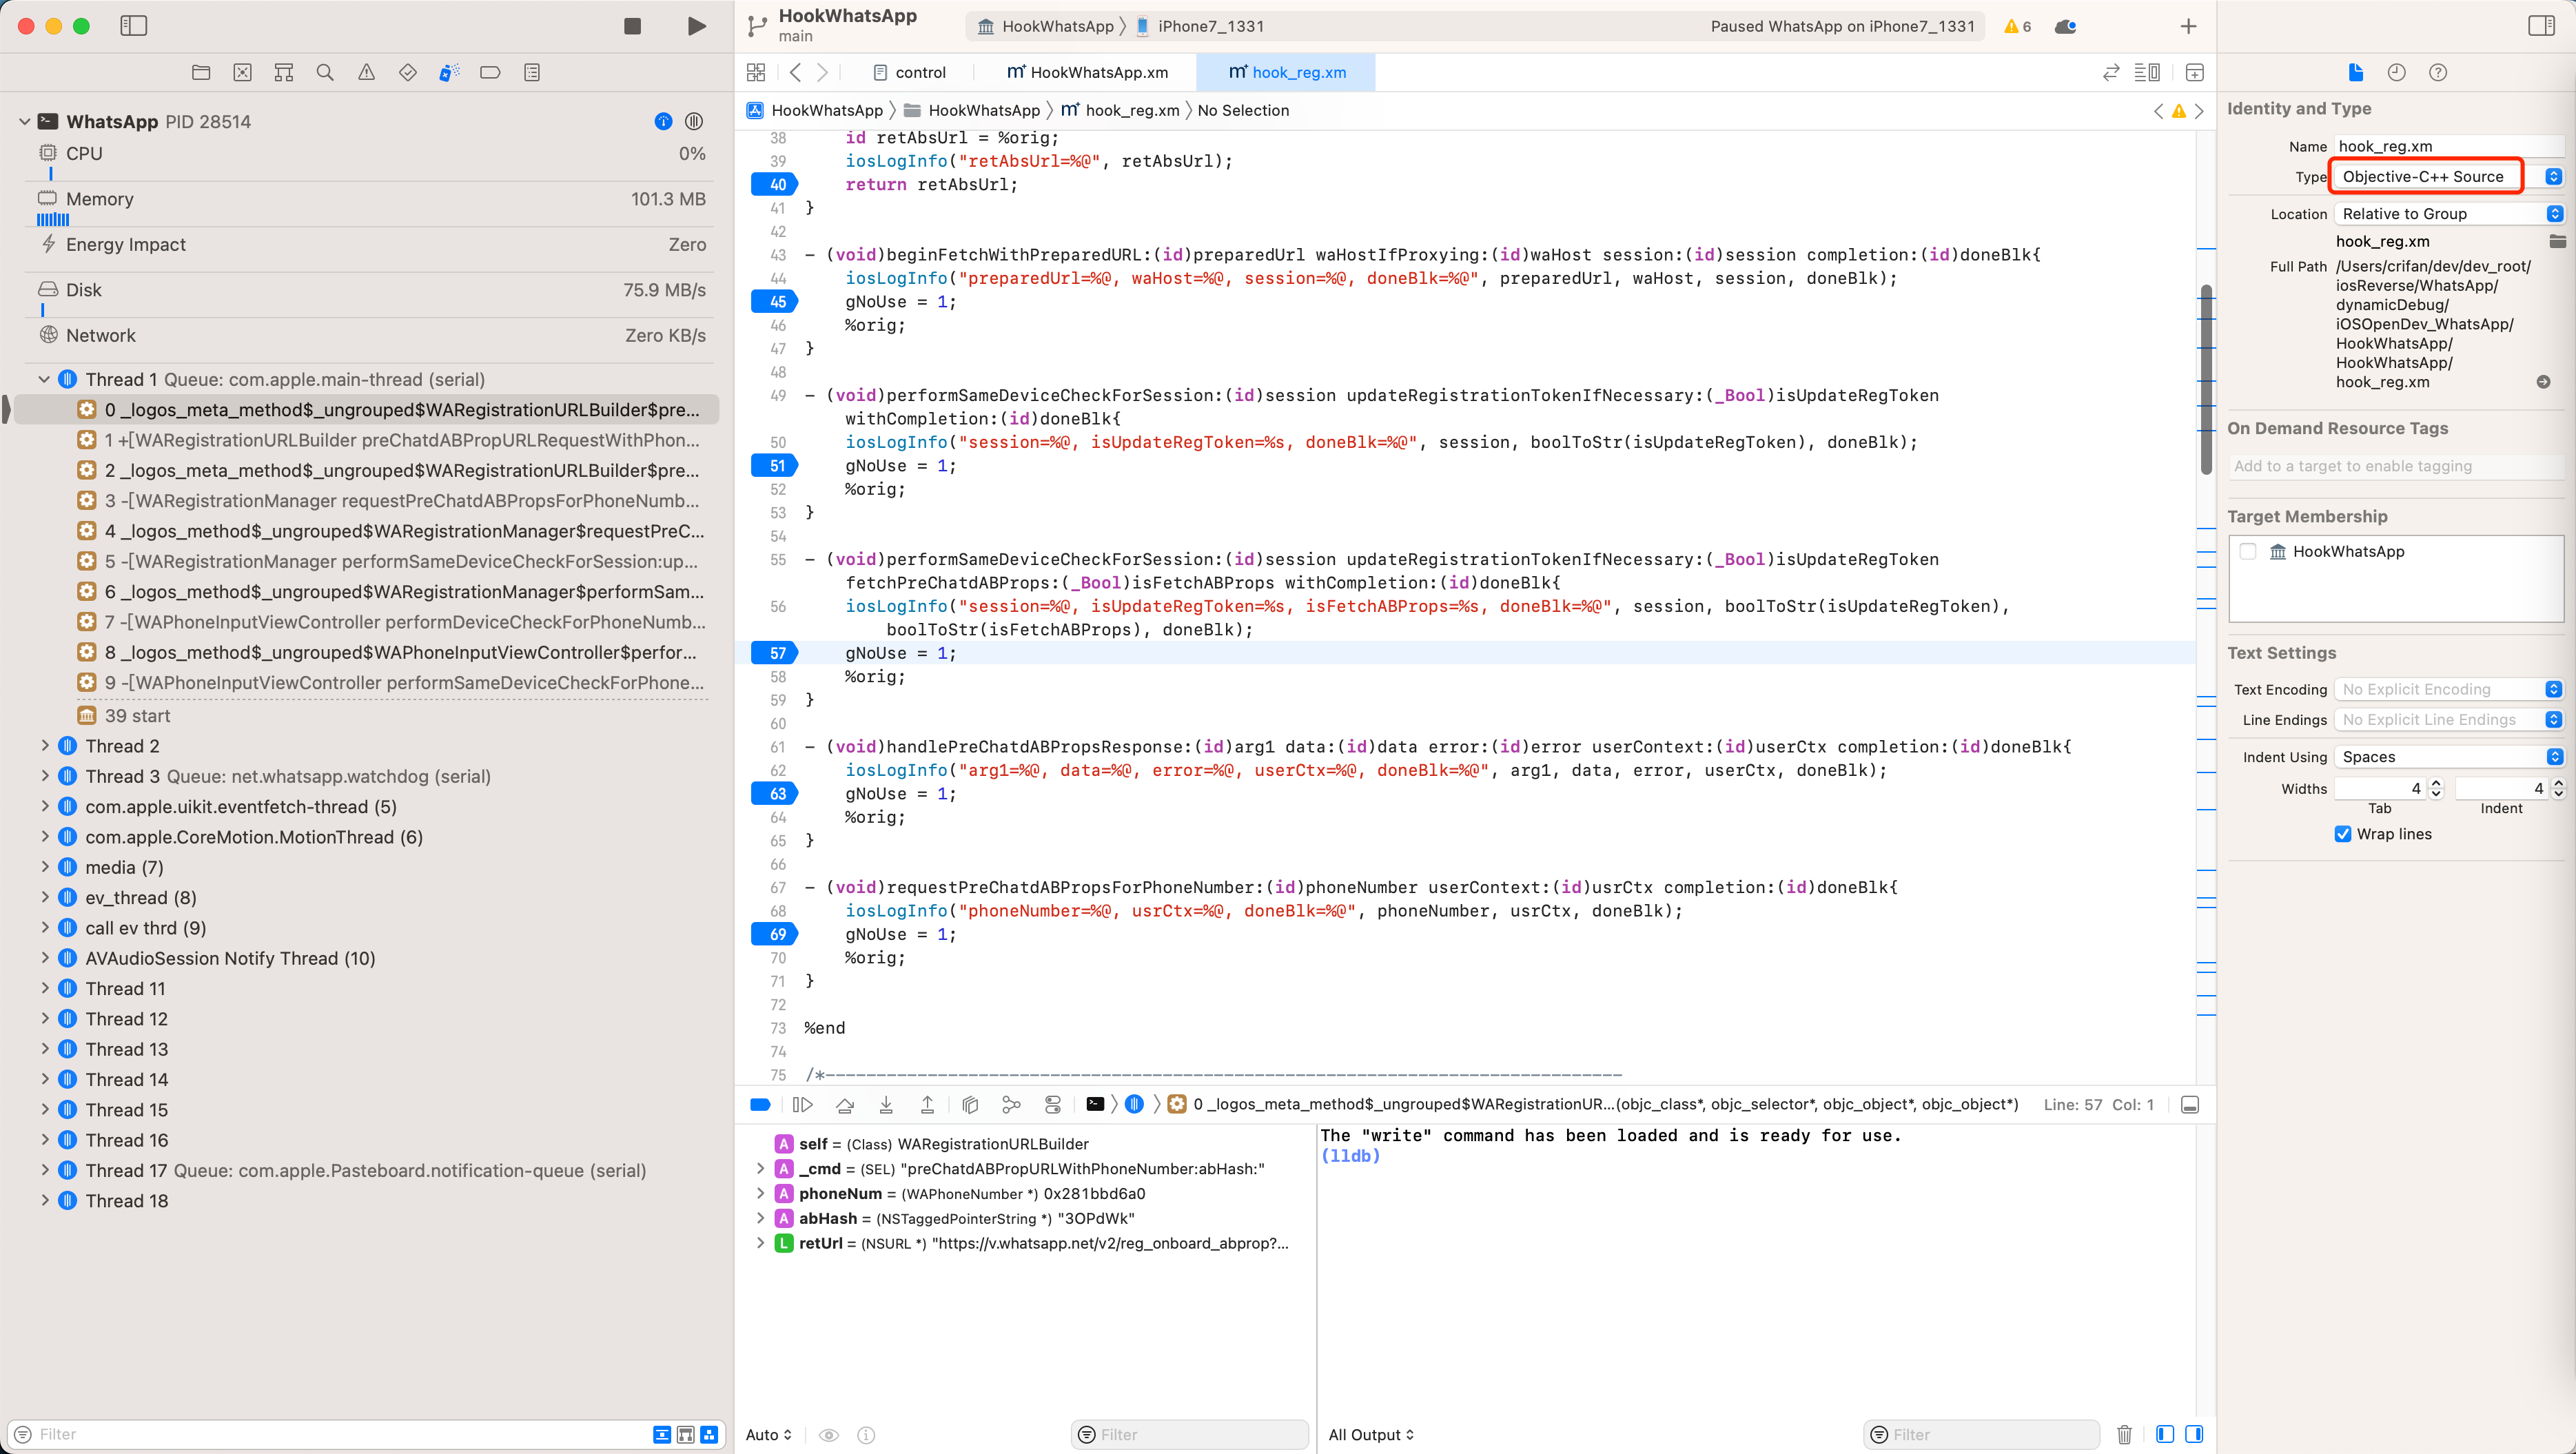 HookWhatsApp
main
HookWhatsApp
iPhone7_1331
Paused WhatsApp on iPhone7_1331
6
control
HookWhatsApp.xm
hook_reg.xm
HookWhatsApp
HookWhatsApp
hook_reg.xm
No Selection
WhatsApp PID 28514
CPU 0%
Memory 101.3 MB
Energy Impact Zero
Disk 75.9 MB/s
Network Zero KB/s
Thread 1 Queue: com.apple.main-thread (serial)
0 _logos_meta_method$_ungrouped$WARegistrationURLBuilder$pre...
1 +[WARegistrationURLBuilder preChatdABPropURLRequestWithPhon...
2 _logos_meta_method$_ungrouped$WARegistrationURLBuilder$pre...
3 -[WARegistrationManager requestPreChatdABPropsForPhoneNumb...
4 _logos_method$_ungrouped$WARegistrationManager$requestPreC...
5 -[WARegistrationManager performSameDeviceCheckForSession:up...
6 _logos_method$_ungrouped$WARegistrationManager$performSam...
7 -[WAPhoneInputViewController performDeviceCheckForPhoneNumb...
8 _logos_method$_ungrouped$WAPhoneInputViewController$perfor...
9 -[WAPhoneInputViewController performSameDeviceCheckForPhone...
39 start
Thread 2
Thread 3 Queue: net.whatsapp.watchdog (serial)
com.apple.uikit.eventfetch-thread (5)
com.apple.CoreMotion.MotionThread (6)
media (7)
ev_thread (8)
call ev thrd (9)
AVAudioSession Notify Thread (10)
Thread 11
Thread 12
Thread 13
Thread 14
Thread 15
Thread 16
Thread 17 Queue: com.apple.Pasteboard.notification-queue (serial)
Thread 18
Filter
38 id retAbsUrl = %orig;
39 iosLogInfo("retAbsUrl=%@", retAbsUrl);
40 return retAbsUrl;
41 }
42
43 - (void)beginFetchWithPreparedURL:(id)preparedUrl waHostIfProxying:(id)waHost session:(id)session completion:(id)doneBlk{
44 iosLogInfo("preparedUrl=%@, waHost=%@, session=%@, doneBlk=%@", preparedUrl, waHost, session, doneBlk);
45 gNoUse = 1;
46 %orig;
47 }
48
49 - (void)performSameDeviceCheckForSession:(id)session updateRegistrationTokenIfNecessary:(_Bool)isUpdateRegToken
withCompletion:(id)doneBlk{
50 iosLogInfo("session=%@, isUpdateRegToken=%s, doneBlk=%@", session, boolToStr(isUpdateRegToken), doneBlk);
51 gNoUse = 1;
52 %orig;
53 }
54
55 - (void)performSameDeviceCheckForSession:(id)session updateRegistrationTokenIfNecessary:(_Bool)isUpdateRegToken
fetchPreChatdABProps:(_Bool)isFetchABProps withCompletion:(id)doneBlk{
56 iosLogInfo("session=%@, isUpdateRegToken=%s, isFetchABProps=%s, doneBlk=%@", session, boolToStr(isUpdateRegToken),
boolToStr(isFetchABProps), doneBlk);
57 gNoUse = 1;
58 %orig;
59 }
60
61 - (void)handlePreChatdABPropsResponse:(id)arg1 data:(id)data error:(id)error userContext:(id)userCtx completion:(id)doneBlk{
62 iosLogInfo("arg1=%@, data=%@, error=%@, userCtx=%@, doneBlk=%@", arg1, data, error, userCtx, doneBlk);
63 gNoUse = 1;
64 %orig;
65 }
66
67 - (void)requestPreChatdABPropsForPhoneNumber:(id)phoneNumber userContext:(id)usrCtx completion:(id)doneBlk{
68 iosLogInfo("phoneNumber=%@, usrCtx=%@, doneBlk=%@", phoneNumber, usrCtx, doneBlk);
69 gNoUse = 1;
70 %orig;
71 }
72
73 %end
74
75 /*------------------------------------------------------------------------------
0 _logos_meta_method$_ungrouped$WARegistrationUR...(objc_class*, objc_selector*, objc_object*, objc_object*)
Line: 57 Col: 1
A self = (Class) WARegistrationURLBuilder
A _cmd = (SEL) "preChatdABPropURLWithPhoneNumber:abHash:"
A phoneNum = (WAPhoneNumber *) 0x281bbd6a0
A abHash = (NSTaggedPointerString *) "3OPdWk"
L retUrl = (NSURL *) "https://v.whatsapp.net/v2/reg_onboard_abprop?...
Auto
Filter
The "write" command has been loaded and is ready for use.
(lldb)
All Output
Filter
Identity and Type
Name hook_reg.xm
Type Objective-C++ Source
Location Relative to Group
hook_reg.xm
Full Path /Users/crifan/dev/dev_root/
iosReverse/WhatsApp/
dynamicDebug/
iOSOpenDev_WhatsApp/
HookWhatsApp/
HookWhatsApp/
hook_reg.xm
On Demand Resource Tags
Add to a target to enable tagging
Target Membership
HookWhatsApp
Text Settings
Text Encoding No Explicit Encoding
Line Endings No Explicit Line Endings
Indent Using Spaces
Widths 4 4
Tab Indent
Wrap lines